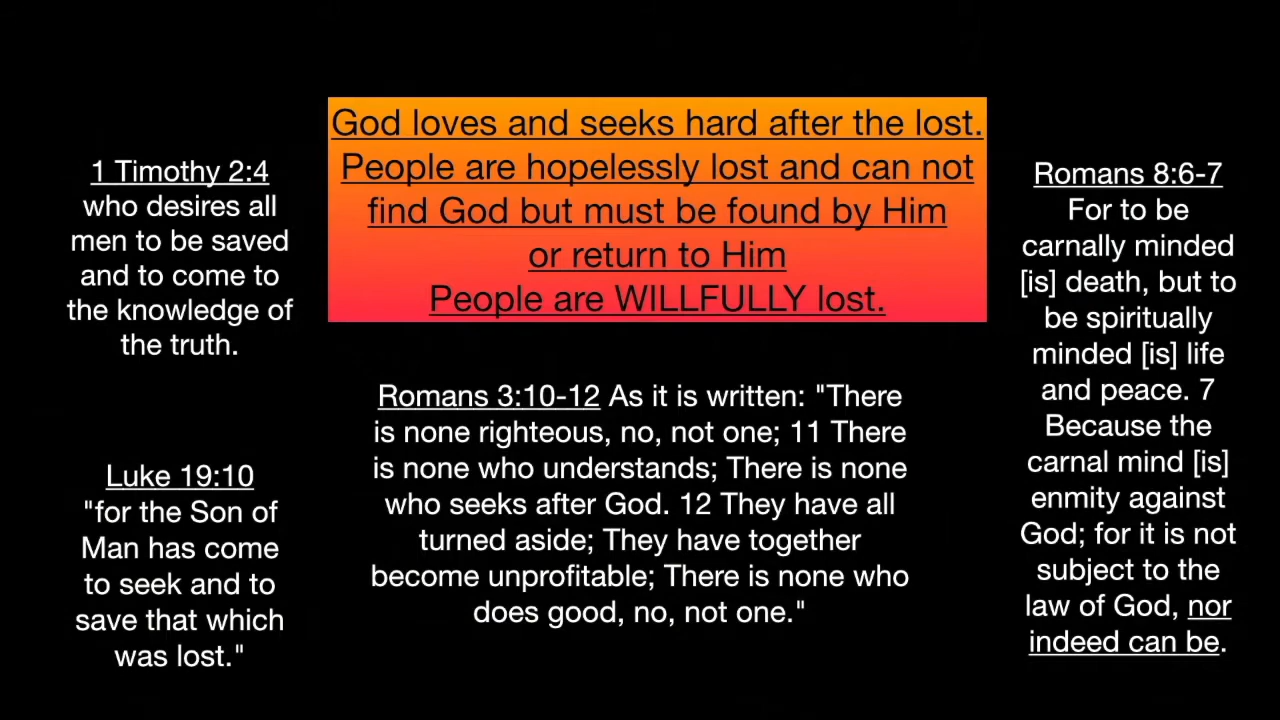 God loves and seeks hard after the lost.
People are hopelessly lost and can not
find God but must be found by Him
or return to Him
People are WILLFULLY lost.
1 Timothy 2:4
who desires all
men to be saved
and to come to
the knowledge of
the truth.
Luke 19:10
"for the Son of
Man has come
to seek and to
save that which
was lost."
Romans 3:10-12 As it is written: "There
is none righteous, no, not one; 11 There
is none who understands; There is none
who seeks after God. 12 They have all
turned aside; They have together
become unprofitable; There is none who
does good, no, not one."
Romans 8:6-7
For to be
carnally minded
[is] death, but to
be spiritually
minded [is] life
and peace. 7
Because the
carnal mind [is]
enmity against
God; for it is not
subject to the
law of God, nor
indeed can be.